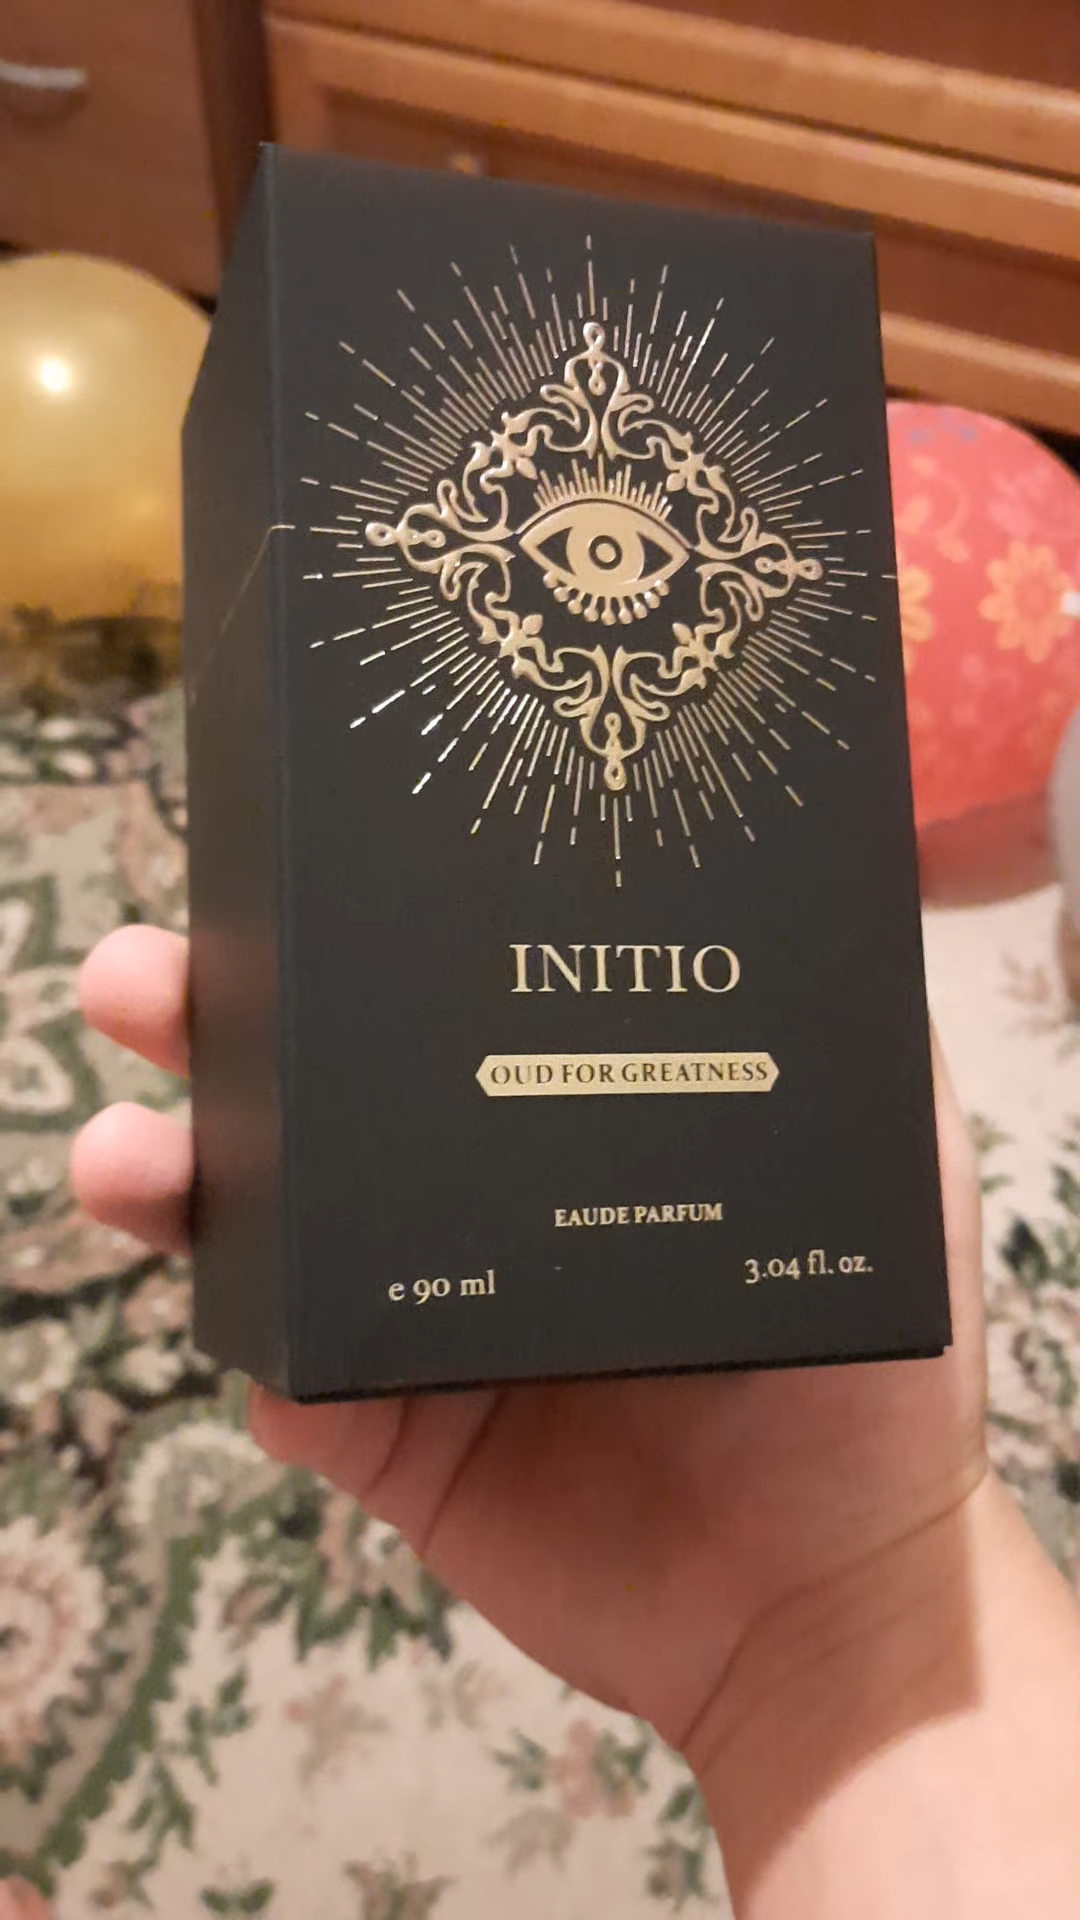 INITIO
OUD FOR GREATNESS
EAUDE PARFUM
e 90 ml
3.04 fl. oz.